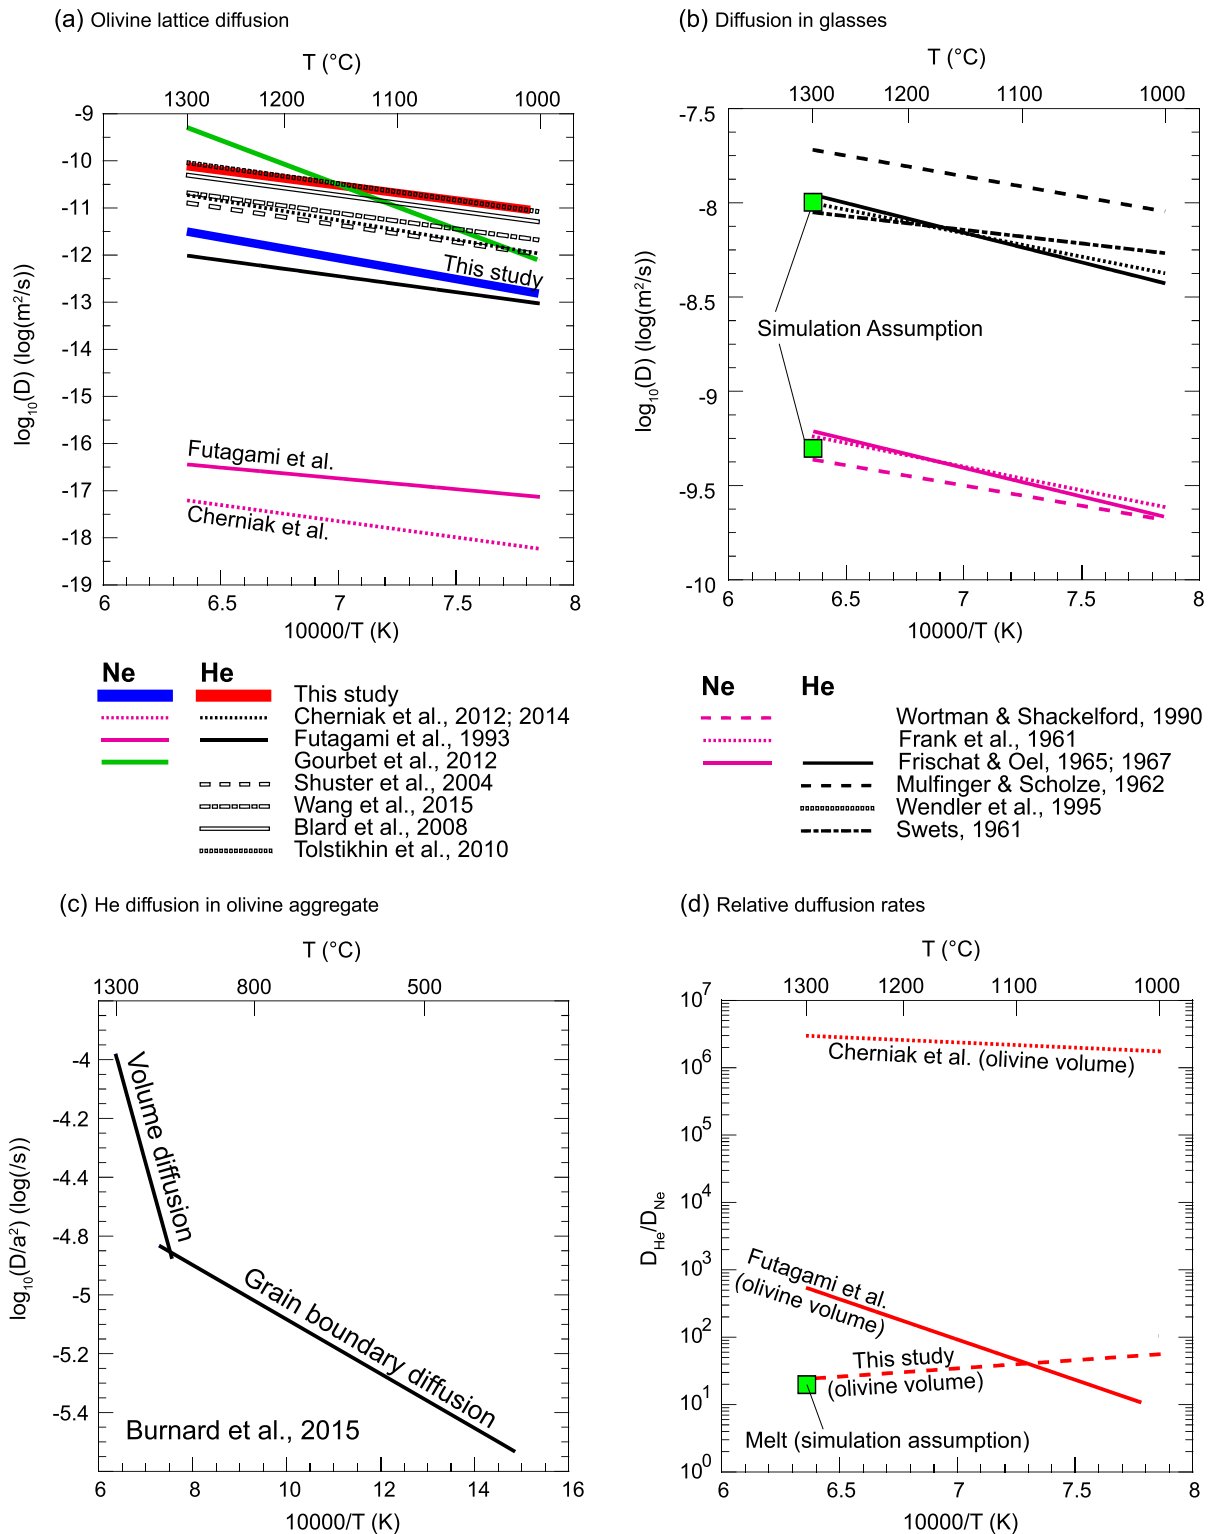 (a) Olivine lattice diffusion
T (°C)
1300 1200 1100 1000
-9
-10
-11
-12
-13
-14
-15
-16
-17
-18
-19
log10(D) (log(m²/s))
This study
Futagami et al.
Cherniak et al.
6 6.5 7 7.5 8
10000/T (K)
Ne He
This study
Cherniak et al., 2012; 2014
Futagami et al., 1993
Gourbet et al., 2012
Shuster et al., 2004
Wang et al., 2015
Blard et al., 2008
Tolstikhin et al., 2010
(b) Diffusion in glasses
T (°C)
1300 1200 1100 1000
-7.5
-8
-8.5
-9
-9.5
-10
log10(D) (log(m²/s))
Simulation Assumption
6 6.5 7 7.5 8
10000/T (K)
Ne He
Wortman & Shackelford, 1990
Frank et al., 1961
Frischat & Oel, 1965; 1967
Mulfinger & Scholze, 1962
Wendler et al., 1995
Swets, 1961
(c) He diffusion in olivine aggregate
T (°C)
1300 800 500
-4
-4.2
-4.4
-4.8
-5
-5.2
-5.4
log10(D/a²) (log(/s))
Volume diffusion
Grain boundary diffusion
Burnard et al., 2015
6 8 10 12 14 16
10000/T (K)
(d) Relative duffusion rates
T (°C)
1300 1200 1100 1000
10⁷
10⁶
10⁵
10⁴
10³
10²
10¹
10⁰
DHe/DNe
Cherniak et al. (olivine volume)
Futagami et al.
(olivine volume)
This study
(olivine volume)
Melt (simulation assumption)
6 6.5 7 7.5 8
10000/T (K)